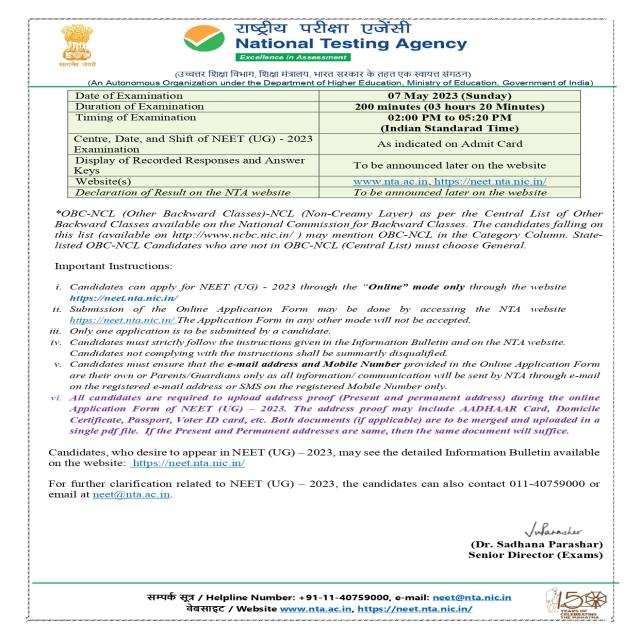 राष्ट्रीय परीक्षा एजेंसी
National Testing Agency
Excellence in Assessment
सत्यमेव जयते
(उच्चतर शिक्षा विभाग, शिक्षा मंत्रालय, भारत सरकार के तहत एक स्वायत्त संगठन)
(An Autonomous Organization under the Department of Higher Education, Ministry of Education, Government of India)
Date of Examination 07 May 2023 (Sunday)
Duration of Examination 200 minutes (03 hours 20 Minutes)
Timing of Examination 02:00 PM to 05:20 PM
(Indian Standarad Time)
Centre, Date, and Shift of NEET (UG) - 2023
Examination As indicated on Admit Card
Display of Recorded Responses and Answer
Keys To be announced later on the website
Website(s) www.nta.ac.in, https://neet.nta.nic.in/
Declaration of Result on the NTA website To be announced later on the website
*OBC-NCL (Other Backward Classes)-NCL (Non-Creamy Layer) as per the Central List of Other
Backward Classes available on the National Commission for Backward Classes. The candidates falling on
this list (available on http://www.ncbc.nic.in/ ) may mention OBC-NCL in the Category Column. State-
listed OBC-NCL Candidates who are not in OBC-NCL (Central List) must choose General.
Important Instructions:
i. Candidates can apply for NEET (UG) - 2023 through the "Online" mode only through the website
https://neet.nta.nic.in/
ii. Submission of the Online Application Form may be done by accessing the NTA website
https://neet.nta.nic.in/ The Application Form in any other mode will not be accepted.
iii. Only one application is to be submitted by a candidate.
iv. Candidates must strictly follow the instructions given in the Information Bulletin and on the NTA website.
Candidates not complying with the instructions shall be summarily disqualified.
v. Candidates must ensure that the e-mail address and Mobile Number provided in the Online Application Form
are their own or Parents/Guardians only as all information/ communication will be sent by NTA through e-mail
on the registered e-mail address or SMS on the registered Mobile Number only.
vi. All candidates are required to upload address proof (Present and permanent address) during the online
Application Form of NEET (UG) – 2023. The address proof may include AADHAAR Card, Domicile
Certificate, Passport, Voter ID card, etc. Both documents (if applicable) are to be merged and uploaded in a
single pdf file. If the Present and Permanent addresses are same, then the same document will suffice.
Candidates, who desire to appear in NEET (UG) – 2023, may see the detailed Information Bulletin available
on the website: https://neet.nta.nic.in/
For further clarification related to NEET (UG) – 2023, the candidates can also contact 011-40759000 or
email at neet@nta.ac.in.
(Dr. Sadhana Parashar)
Senior Director (Exams)
सम्पर्क सूत्र / Helpline Number: +91-11-40759000, e-mail: neet@nta.ac.in
वेबसाइट / Website www.nta.ac.in, https://neet.nta.nic.in/
150
YEARS OF
CELEBRATING
THE MAHATMA